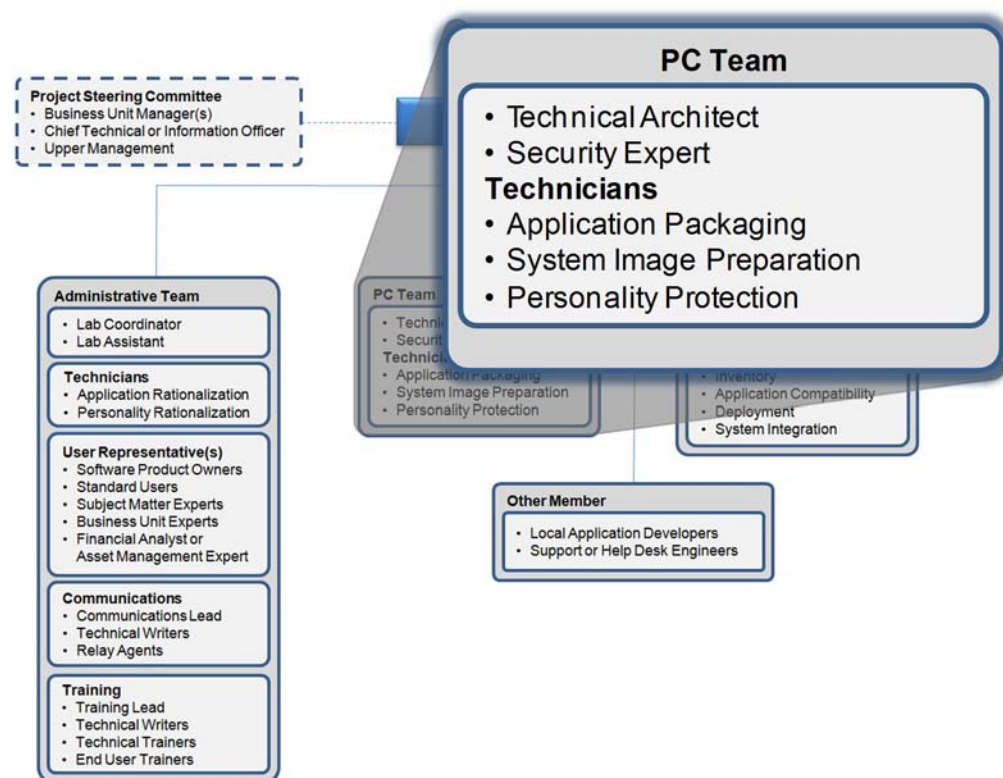 PC Team
• Technical Architect
• Security Expert
Technicians
• Application Packaging
• System Image Preparation
• Personality Protection
Project Steering Committee
• Business Unit Manager(s)
• Chief Technical or Information Officer
• Upper Management
Administrative Team
• Lab Coordinator
• Lab Assistant
Technicians
• Application Rationalization
• Personality Rationalization
User Representative(s)
• Software Product Owners
• Standard Users
• Subject Matter Experts
• Business Unit Experts
• Financial Analyst or
Asset Management Expert
Communications
• Communications Lead
• Technical Writers
• Relay Agents
Training
• Training Lead
• Technical Writers
• Technical Trainers
• End User Trainers
PC Team
• Application Packaging
• System Image Preparation
• Personality Protection
• Inventory
• Application Compatibility
• Deployment
• System Integration
Other Member
• Local Application Developers
• Support or Help Desk Engineers